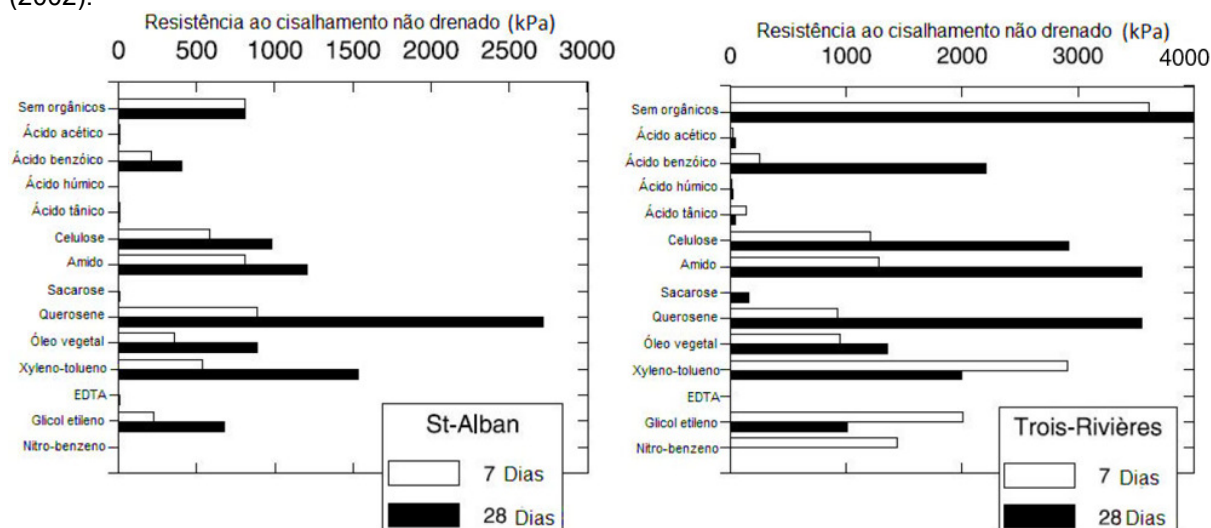 (2002).
Resistência ao cisalhamento não drenado (kPa)
0 500 1000 1500 2000 2500 3000
Sem orgânicos
Ácido acético
Ácido benzóico
Ácido húmico
Ácido tânico
Celulose
Amido
Sacarose
Querosene
Óleo vegetal
Xyleno-tolueno
EDTA
Glicol etileno
Nitro-benzeno
St-Alban
7 Dias
28 Dias
Resistência ao cisalhamento não drenado (kPa)
0 1000 2000 3000 4000
Sem orgânicos
Ácido acético
Ácido benzóico
Ácido húmico
Ácido tânico
Celulose
Amido
Sacarose
Querosene
Óleo vegetal
Xyleno-tolueno
EDTA
Glicol etileno
Nitro-benzeno
Trois-Rivières
7 Dias
28 Dias